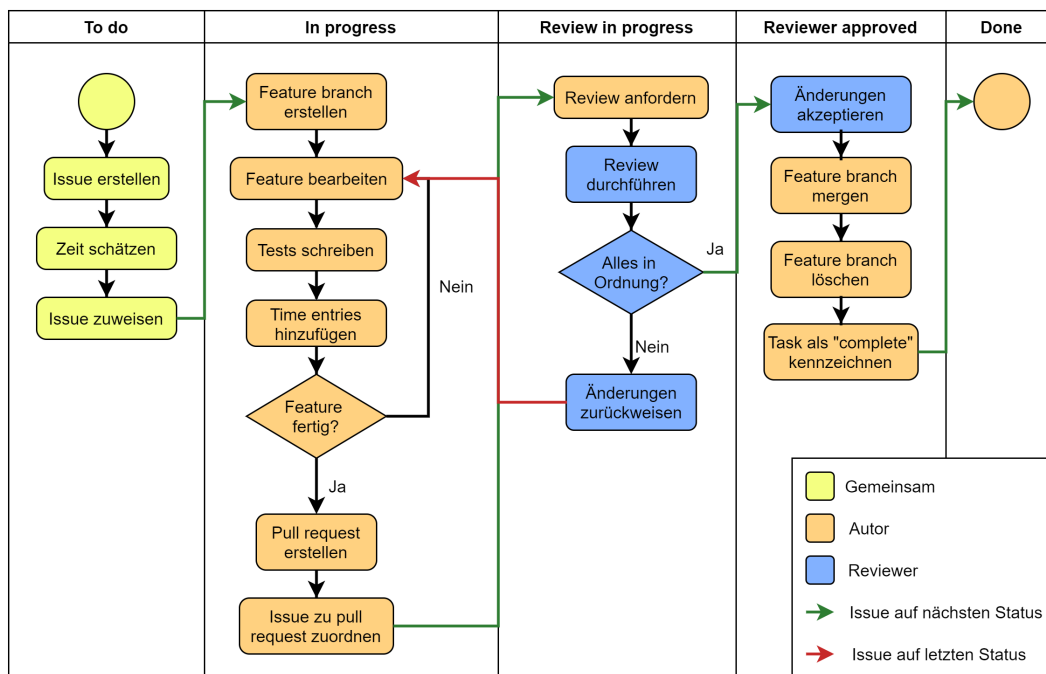 To do
In progress
Review in progress
Reviewer approved
Done
Issue erstellen
Zeit schätzen
Issue zuweisen
Feature branch
erstellen
Feature bearbeiten
Tests schreiben
Time entries
hinzufügen
Feature
fertig?
Nein
Ja
Pull request
erstellen
Issue zu pull
request zuordnen
Review anfordern
Review
durchführen
Alles in
Ordnung?
Ja
Nein
Änderungen
zurückweisen
Änderungen
akzeptieren
Feature branch
mergen
Feature branch
löschen
Task als "complete"
kennzeichnen
Gemeinsam
Autor
Reviewer
Issue auf nächsten Status
Issue auf letzten Status